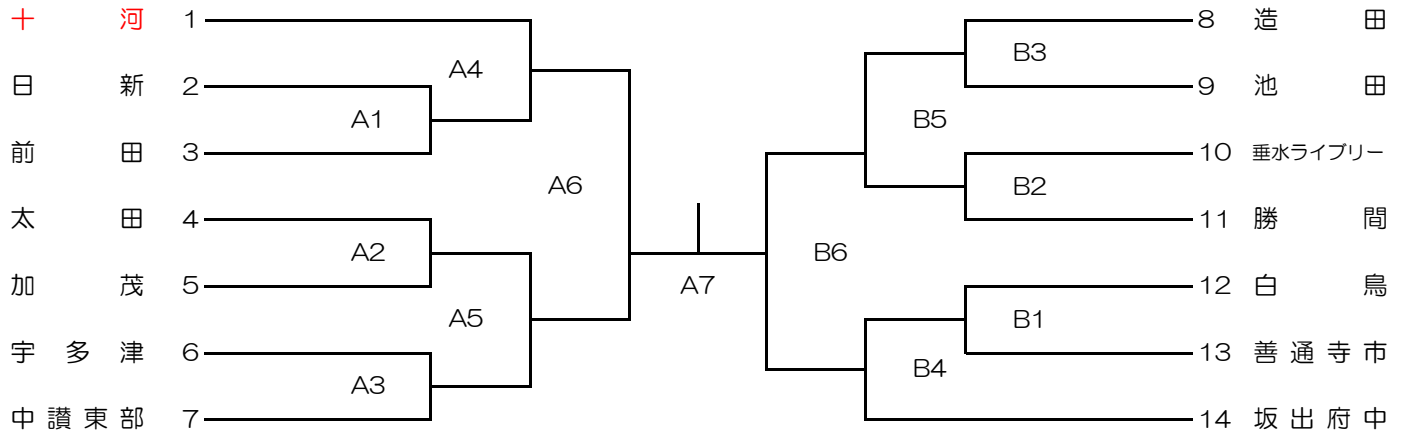 十河 1
A4
日新 2
A1
前田 3
A6
太田 4
A2
加茂 5
A5
宇多津 6
A3
中讃東部 7
A7
8 造田
B3
9 池田
B5
10 垂水ライブリー
B2
11 勝間
B6
12 白鳥
B1
13 善通寺市
B4
14 坂出府中